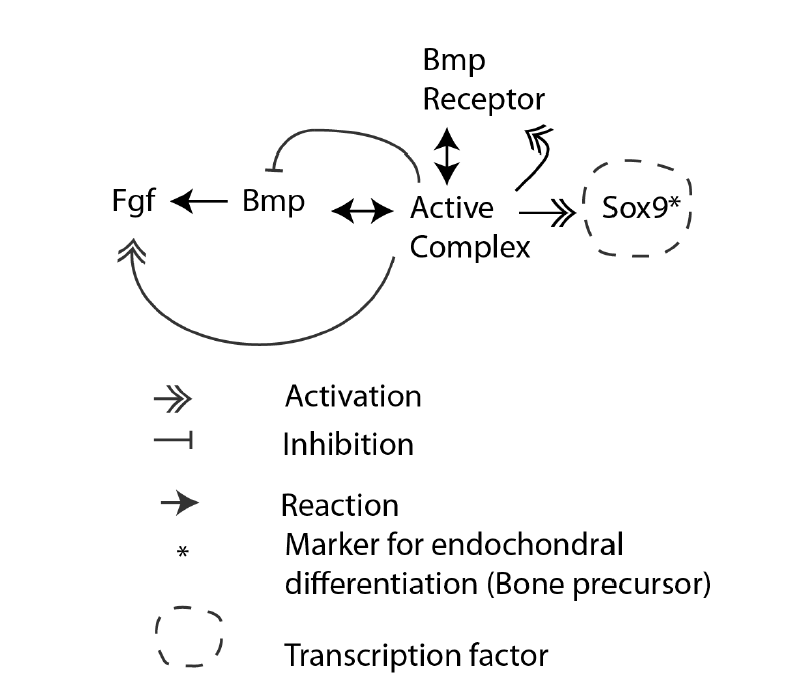 Bmp
Receptor
Fgf Bmp Active Sox9*
Complex
Activation
Inhibition
Reaction
* Marker for endochondral
differentiation (Bone precursor)
Transcription factor